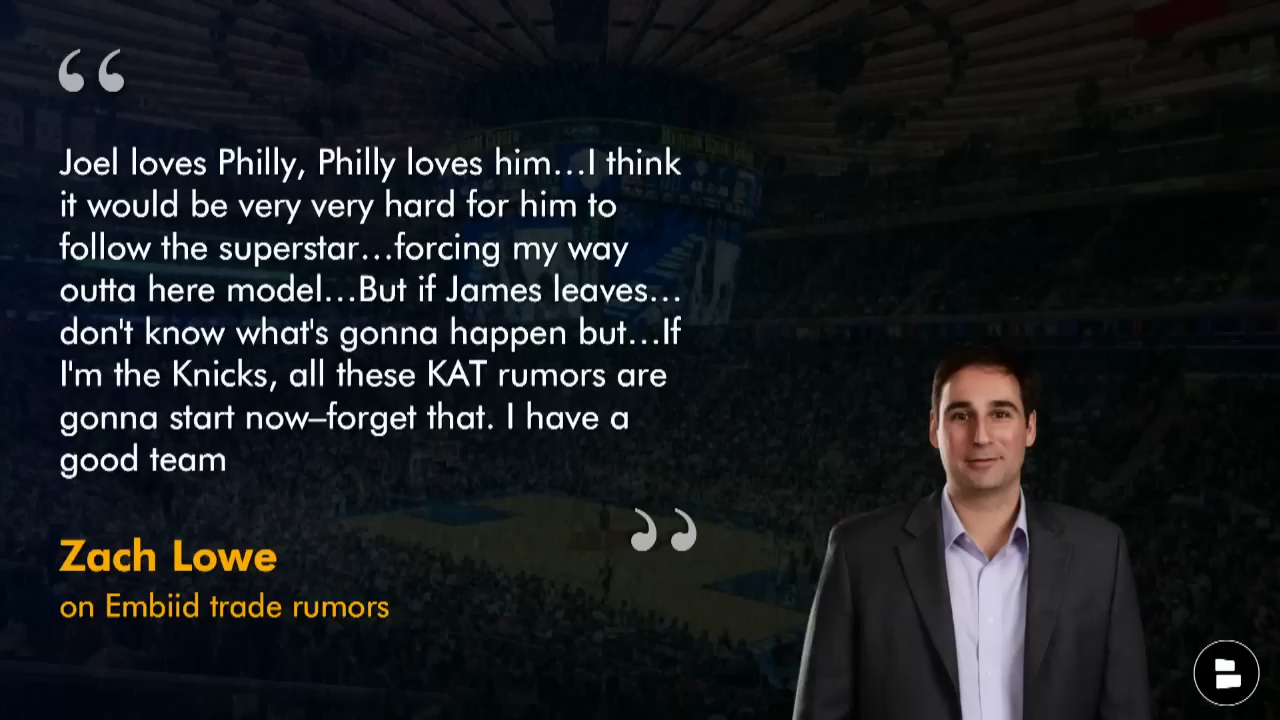 “
Joel loves Philly, Philly loves him...I think
it would be very very hard for him to
follow the superstar...forcing my way
outta here model...But if James leaves...
don't know what's gonna happen but...If
I'm the Knicks, all these KAT rumors are
gonna start now–forget that. I have a
good team
”
Zach Lowe
on Embiid trade rumors